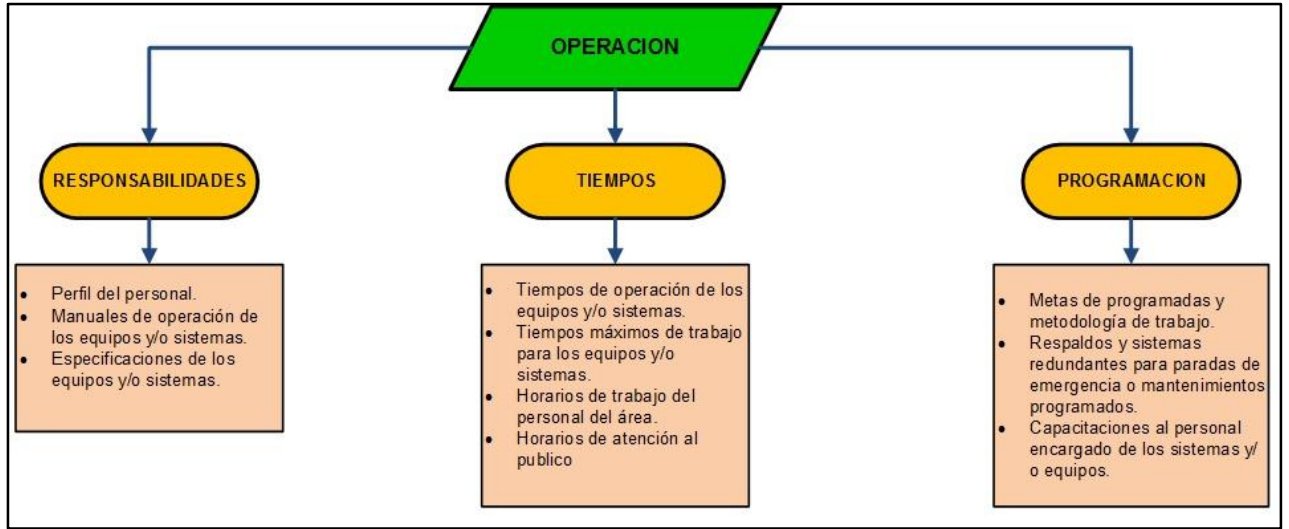 OPERACION
RESPONSABILIDADES
TIEMPOS
PROGRAMACION
• Perfil del personal.
• Manuales de operación de
los equipos y/o sistemas.
• Especificaciones de los
equipos y/o sistemas.
• Tiempos de operación de los
equipos y/o sistemas.
• Tiempos máximos de trabajo
para los equipos y/o
sistemas.
• Horarios de trabajo del
personal del área.
• Horarios de atención al
publico
• Metas de programadas y
metodología de trabajo.
• Respaldos y sistemas
redundantes para paradas de
emergencia o mantenimientos
programados.
• Capacitaciones al personal
encargado de los sistemas y/
o equipos.